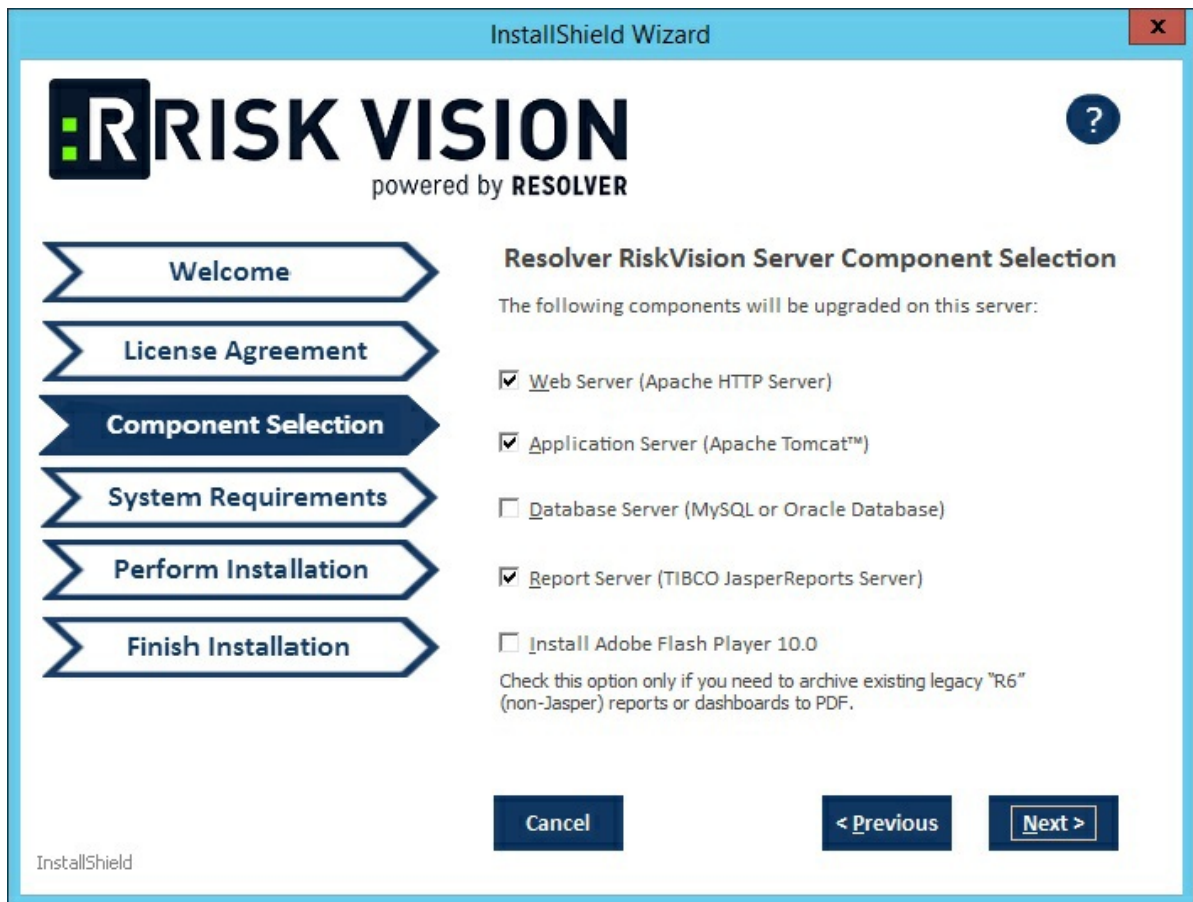 InstallShield Wizard
x
:R RISK VISION
powered by RESOLVER
?
Welcome
License Agreement
Component Selection
System Requirements
Perform Installation
Finish Installation
Resolver RiskVision Server Component Selection
The following components will be upgraded on this server:
Web Server (Apache HTTP Server)
Application Server (Apache Tomcat™)
Database Server (MySQL or Oracle Database)
Report Server (TIBCO JasperReports Server)
Install Adobe Flash Player 10.0
Check this option only if you need to archive existing legacy “R6”
(non-Jasper) reports or dashboards to PDF.
Cancel
< Previous
Next >
InstallShield